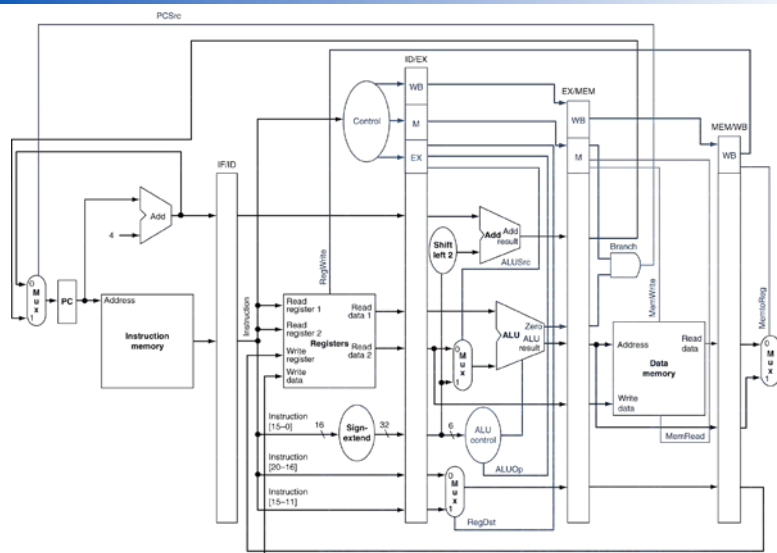 PCSrc
ID/EX
WB
EX/MEM
Control
M
WB
MEM/WB
EX
M
WB
IF/ID
Add
4
Add
Add
result
Shift
left 2
Branch
ALUSrc
RegWrite
MemWrite
MemtoReg
0
M
u
x
1
PC
Address
Instruction
memory
Instruction
Read
register 1
Read
data 1
Read
register 2
Registers
Write
register
Read
data 2
Write
data
0
M
u
x
1
Zero
ALU
ALU
result
Address
Read
data
Data
memory
Write
data
0
M
u
x
1
Instruction
[15–0]
16
Sign-
extend
32
6
ALU
control
MemRead
Instruction
[20–16]
ALUOp
Instruction
[15–11]
0
M
u
x
1
RegDst